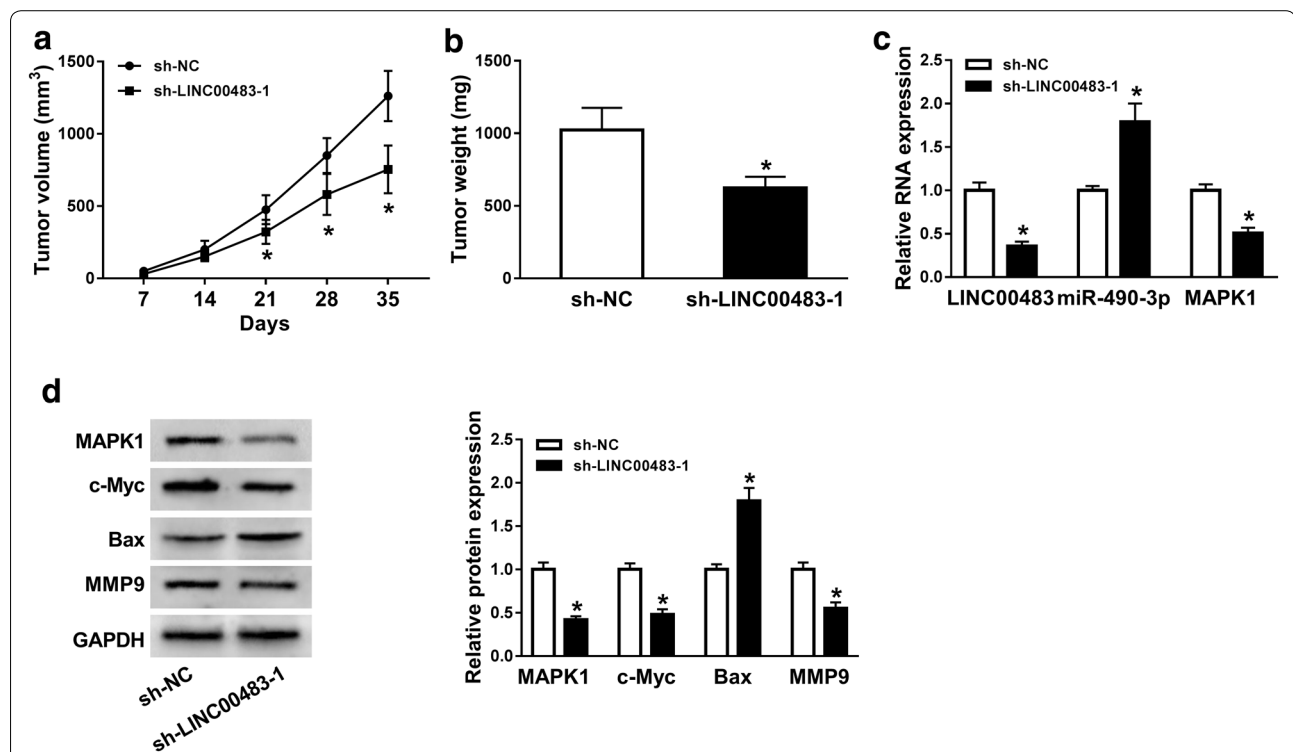 a
Tumor volume (mm³)
1500
1000
500
0
sh-NC
sh-LINC00483-1
*
*
*
7 14 21 28 35
Days
b
Tumor weight (mg)
1500
1000
500
0
*
sh-NC sh-LINC00483-1
c
Relative RNA expression
2.5
2.0
1.5
1.0
0.5
0.0
sh-NC
sh-LINC00483-1
*
*
*
LINC00483 miR-490-3p MAPK1
d
MAPK1
c-Myc
Bax
MMP9
GAPDH
sh-NC
sh-LINC00483-1
Relative protein expression
2.5
2.0
1.5
1.0
0.5
0.0
sh-NC
sh-LINC00483-1
*
*
*
*
MAPK1 c-Myc Bax MMP9